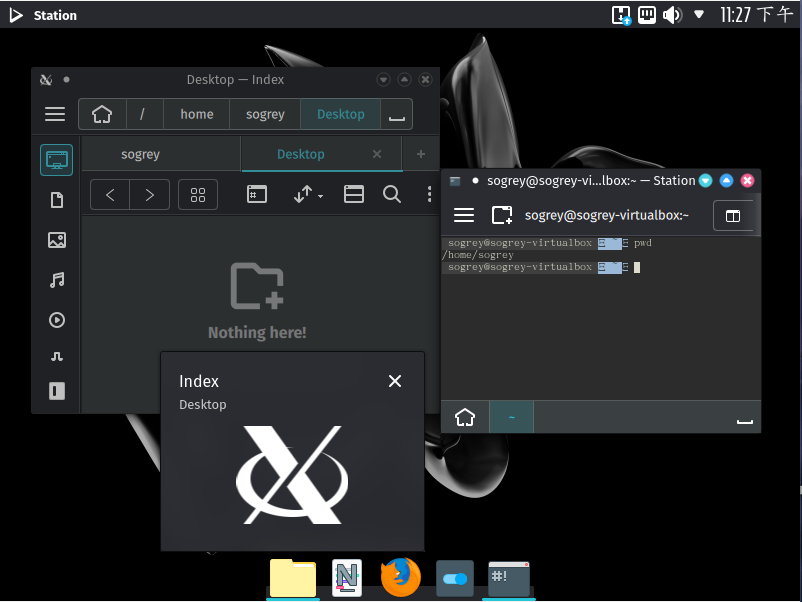 Station
11:27 下午
Desktop — Index
/
home
sogrey
Desktop
sogrey
Desktop
Nothing here!
sogrey@sogrey-vi...lbox:~ — Station
sogrey@sogrey-virtualbox:~
sogrey@sogrey-virtualbox ~ pwd
/home/sogrey
sogrey@sogrey-virtualbox ~
~
Index
Desktop
N
#!